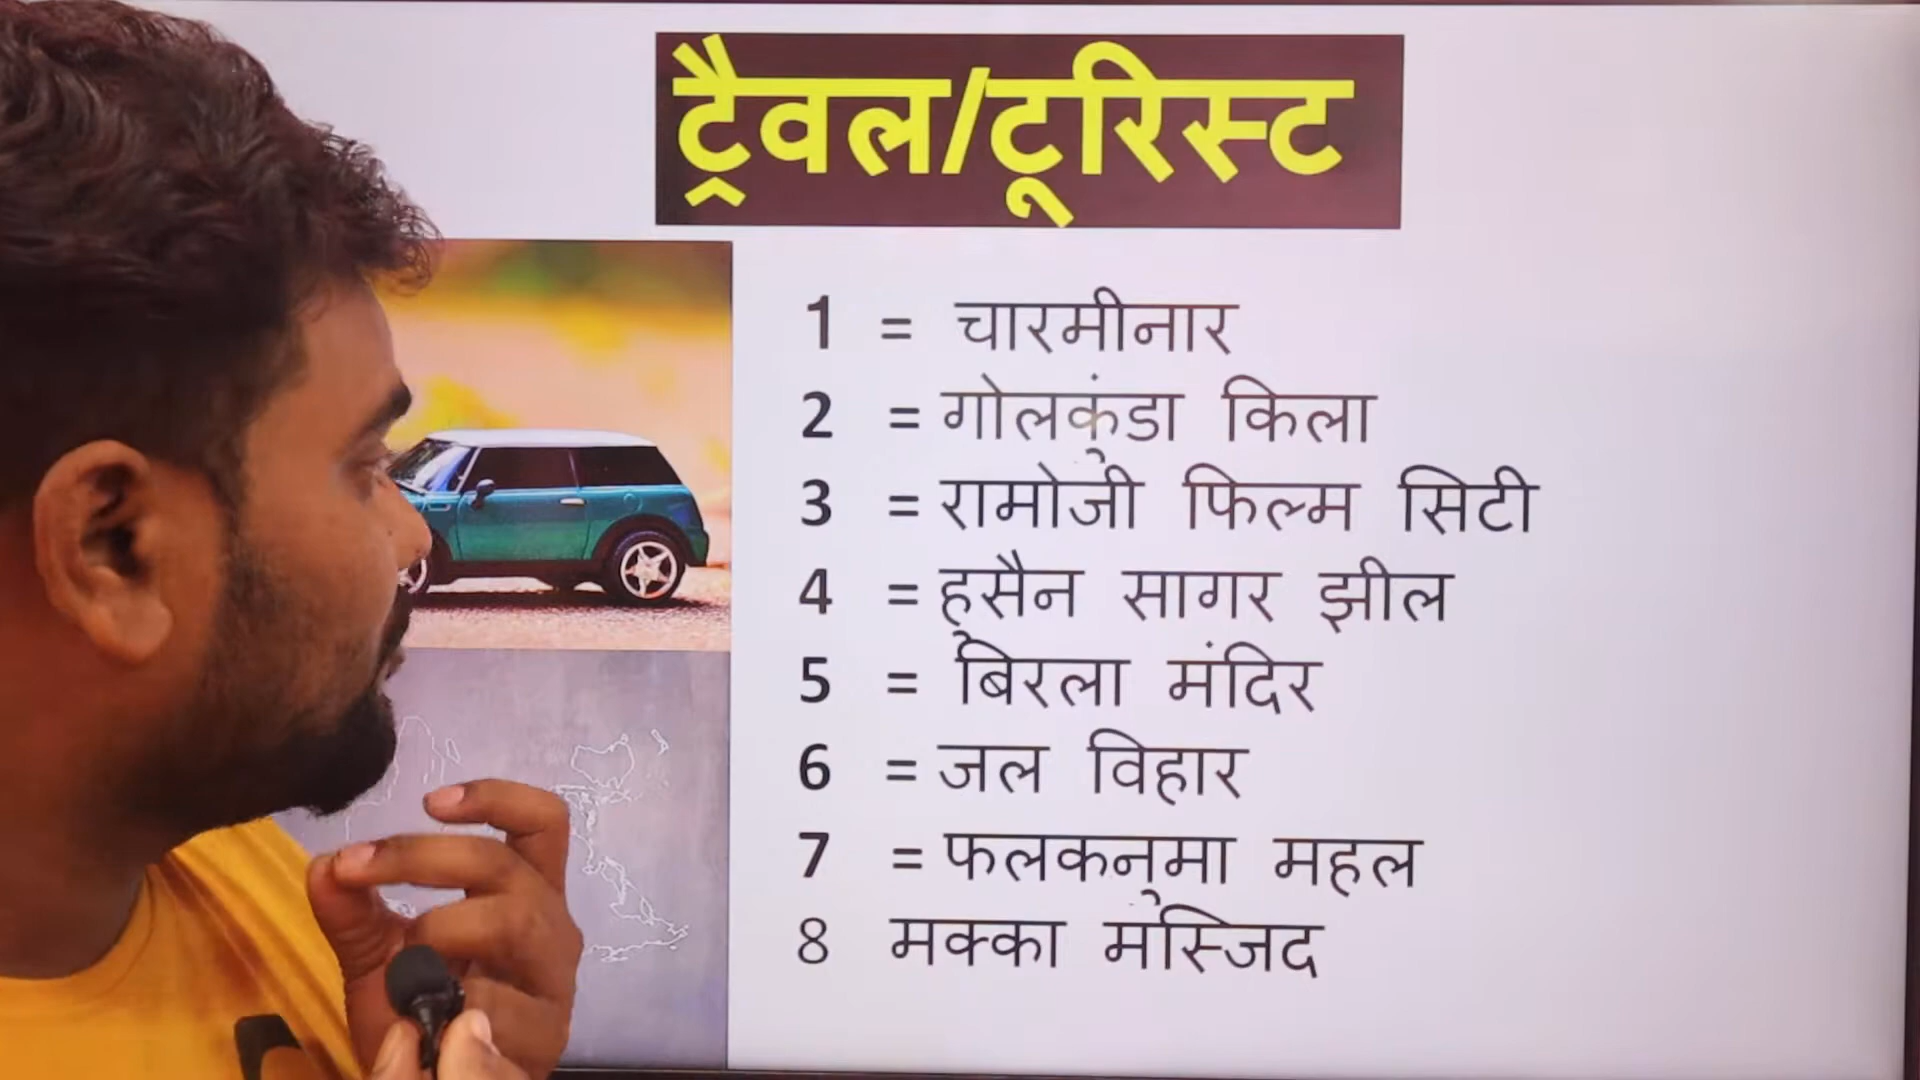 ट्रैवल/टूरिस्ट
1 = चारमीनार
2 = गोलकुंडा किला
3 = रामोजी फिल्म सिटी
4 = हुसैन सागर झील
5 = बिरला मंदिर
6 = जल विहार
7 = फलकनुमा महल
8 मक्का मस्जिद